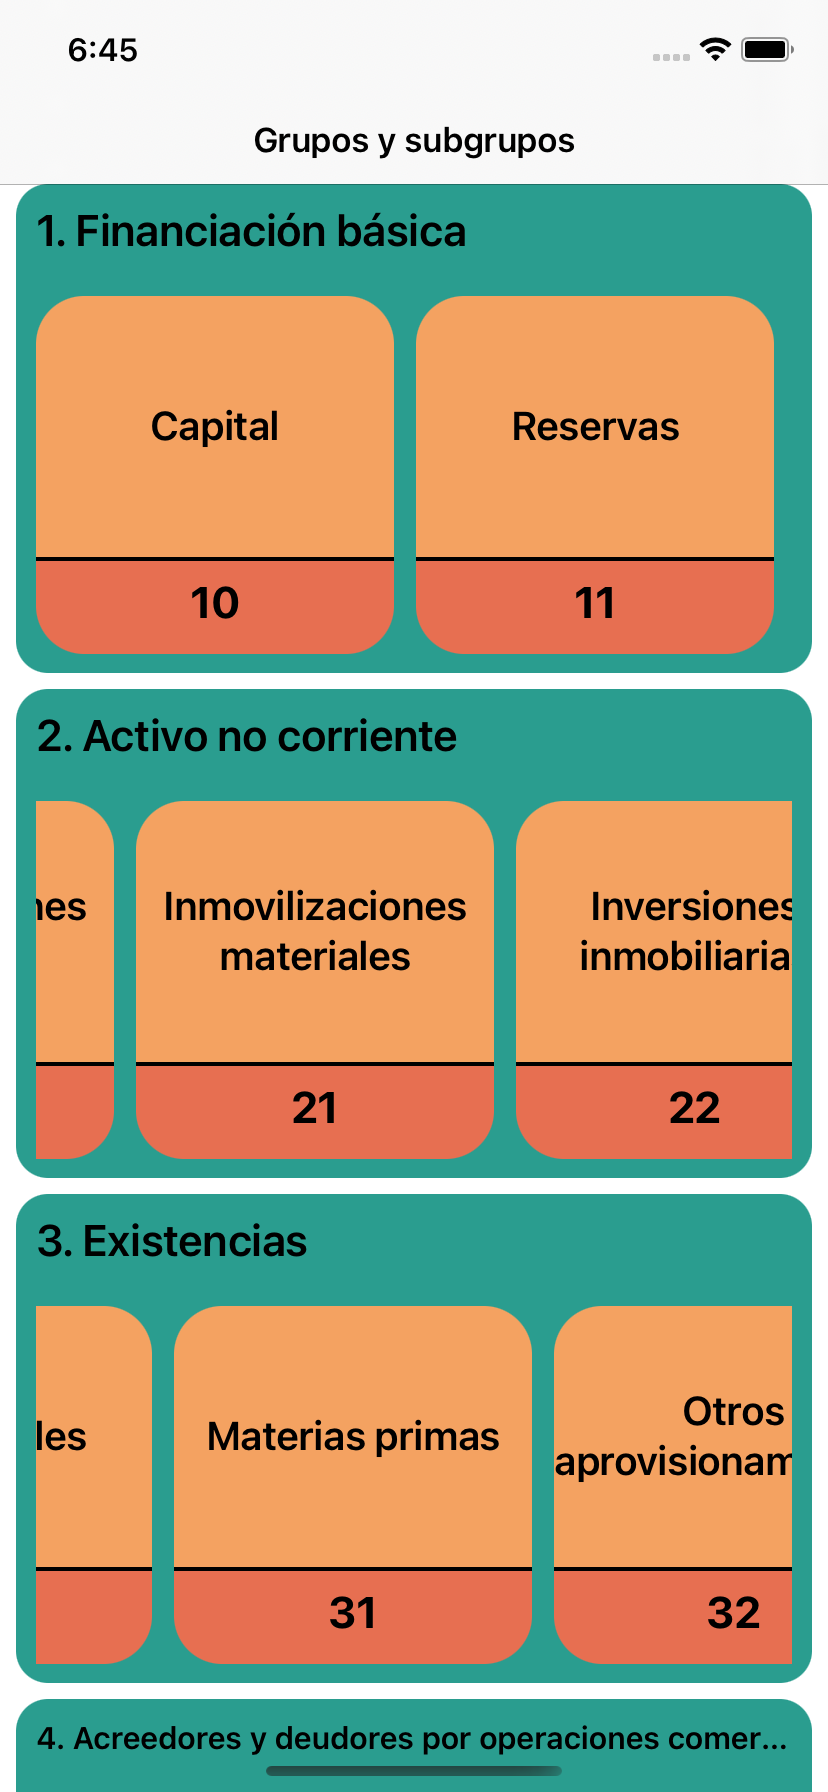 6:45
Grupos y subgrupos
1. Financiación básica
Capital
Reservas
10
11
2. Activo no corriente
nes
Inmovilizaciones
materiales
Inversiones
inmobiliaria
21
22
3. Existencias
les
Materias primas
Otros
aprovisionam
31
32
4. Acreedores y deudores por operaciones comer...